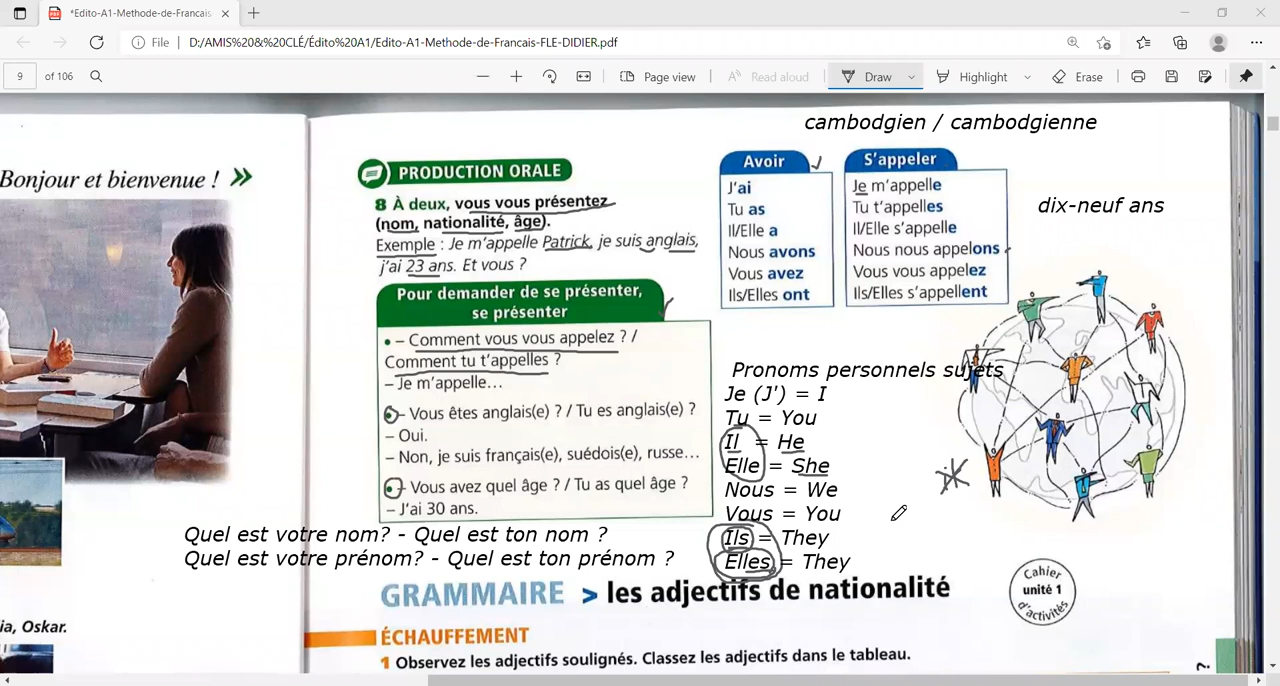 *Edito-A1-Methode-de-Francais-
File
D:/AMIS%20&%20CLÉ/Édito%20A1/Edito-A1-Methode-de-Francais-FLE-DIDIER.pdf
9 of 106
Page view
Read aloud
Draw
Highlight
Erase
Bonjour et bienvenue ! »
ia, Oskar.
cambodgien / cambodgienne
PRODUCTION ORALE
8 À deux, vous vous présentez
(nom, nationalité, âge).
Exemple : Je m'appelle Patrick, je suis anglais,
j'ai 23 ans. Et vous ?
Pour demander de se présenter,
se présenter
• – Comment vous vous appelez ? /
Comment tu t'appelles ?
– Je m'appelle...
• – Vous êtes anglais(e) ? / Tu es anglais(e) ?
– Oui.
– Non, je suis français(e), suédois(e), russe...
• – Vous avez quel âge ? / Tu as quel âge ?
– J'ai 30 ans.
Quel est votre nom? - Quel est ton nom ?
Quel est votre prénom? - Quel est ton prénom ?
Avoir
J'ai
Tu as
Il/Elle a
Nous avons
Vous avez
Ils/Elles ont
S'appeler
Je m'appelle
Tu t'appelles
Il/Elle s'appelle
Nous nous appelons
Vous vous appelez
Ils/Elles s'appellent
dix-neuf ans
Pronoms personnels sujets
Je (J') = I
Tu = You
Il = He
Elle = She
Nous = We
Vous = You
Ils = They
Elles = They
GRAMMAIRE > les adjectifs de nationalité
Cahier
unité 1
d'activités
ÉCHAUFFEMENT
1 Observez les adjectifs soulignés. Classez les adjectifs dans le tableau.